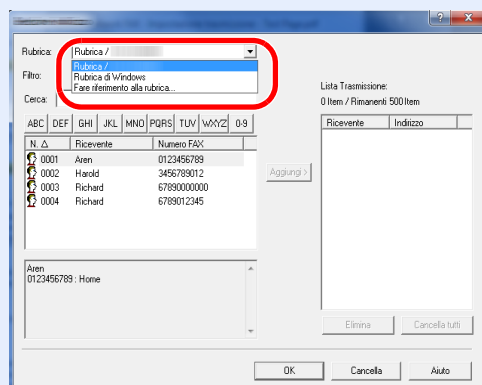 Rubrica: Rubrica /
Rubrica /
Rubrica di Windows
Fare riferimento alla rubrica...
Filtro:
Cerca:
Lista Trasmissione:
0 Item / Rimanenti 500 Item
ABC DEF GHI JKL MNO PQRS TUV WXYZ 0-9
N. △ Ricevente Numero FAX
0001 Aren 0123456789
0002 Harold 3456789012
0003 Richard 67890000000
0004 Richard 6789012345
Aggiungi >
Ricevente Indirizzo
Aren
0123456789 : Home
Elimina Cancella tutti
OK Cancella Aiuto